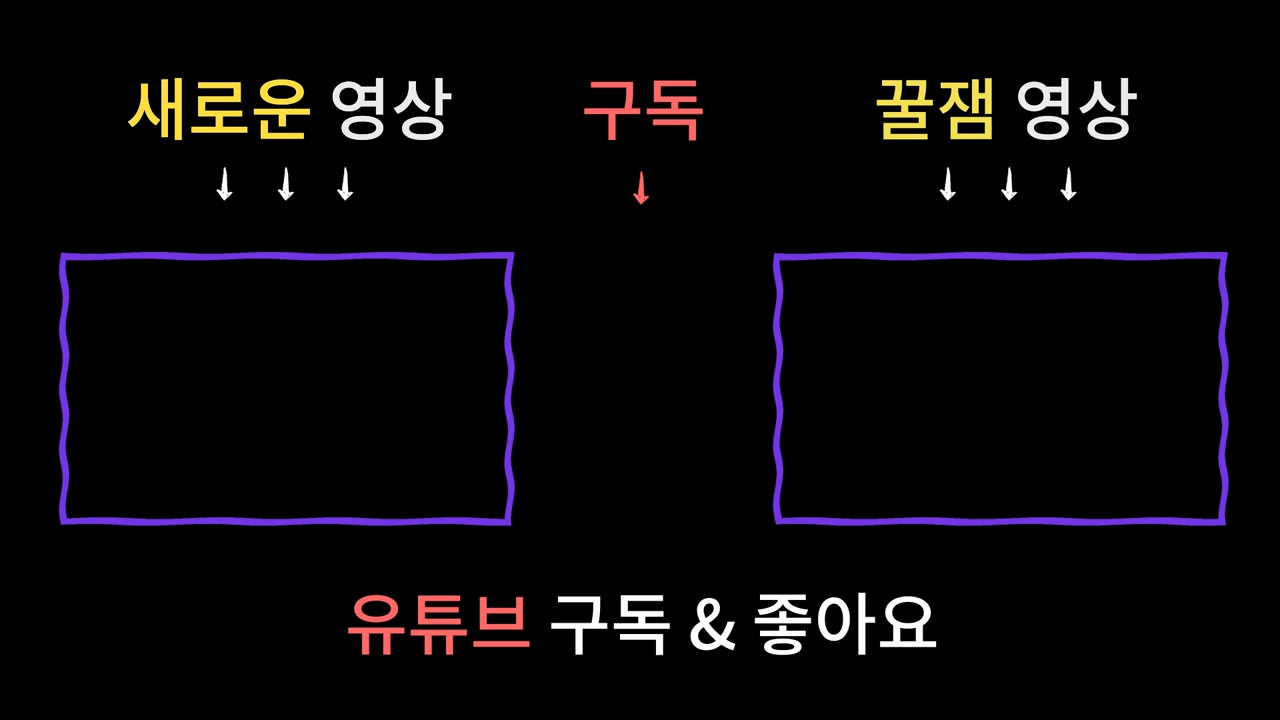 새로운 영상
구독
꿀잼 영상
유튜브 구독 & 좋아요